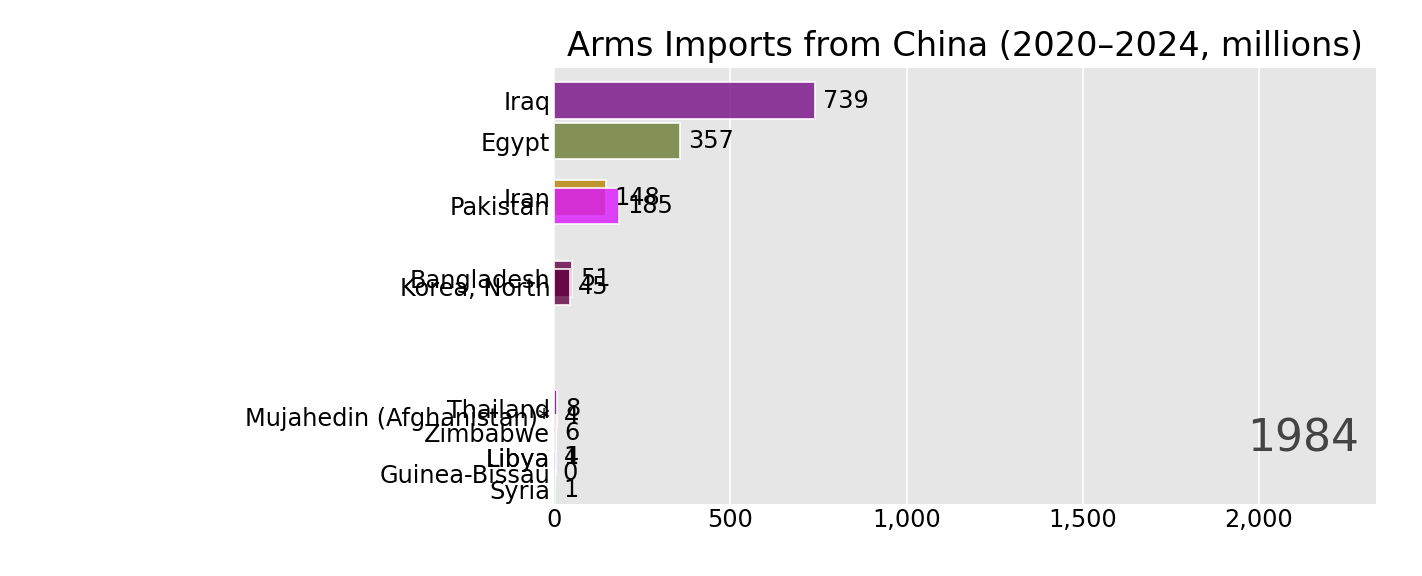 Arms Imports from China (2020–2024, millions)
Iraq 739
Egypt 357
Iran 148
Pakistan 185
Bangladesh 51
Korea, North 45
Thailand 8
Mujahedin (Afghanistan)* 4
Zimbabwe 6
1984
Libya
Guinea-Bissau 0
Syria 1
0 500 1,000 1,500 2,000